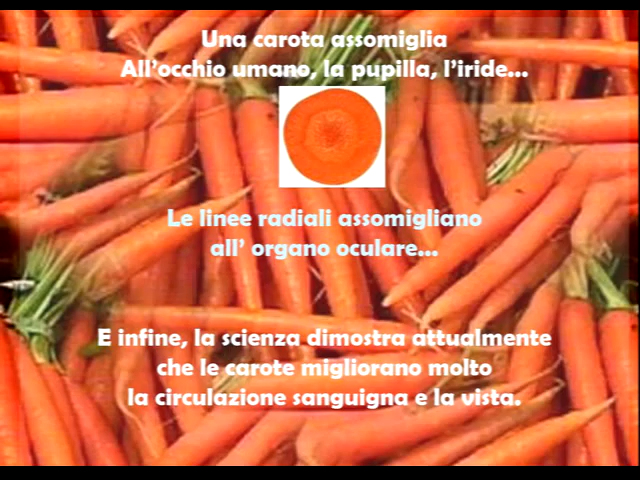 Una carota assomiglia
All'occhio umano, la pupilla, l'iride...
Le linee radiali assomigliano
all' organo oculare...
E infine, la scienza dimostra attualmente
che le carote migliorano molto
la circulazione sanguigna e la vista.